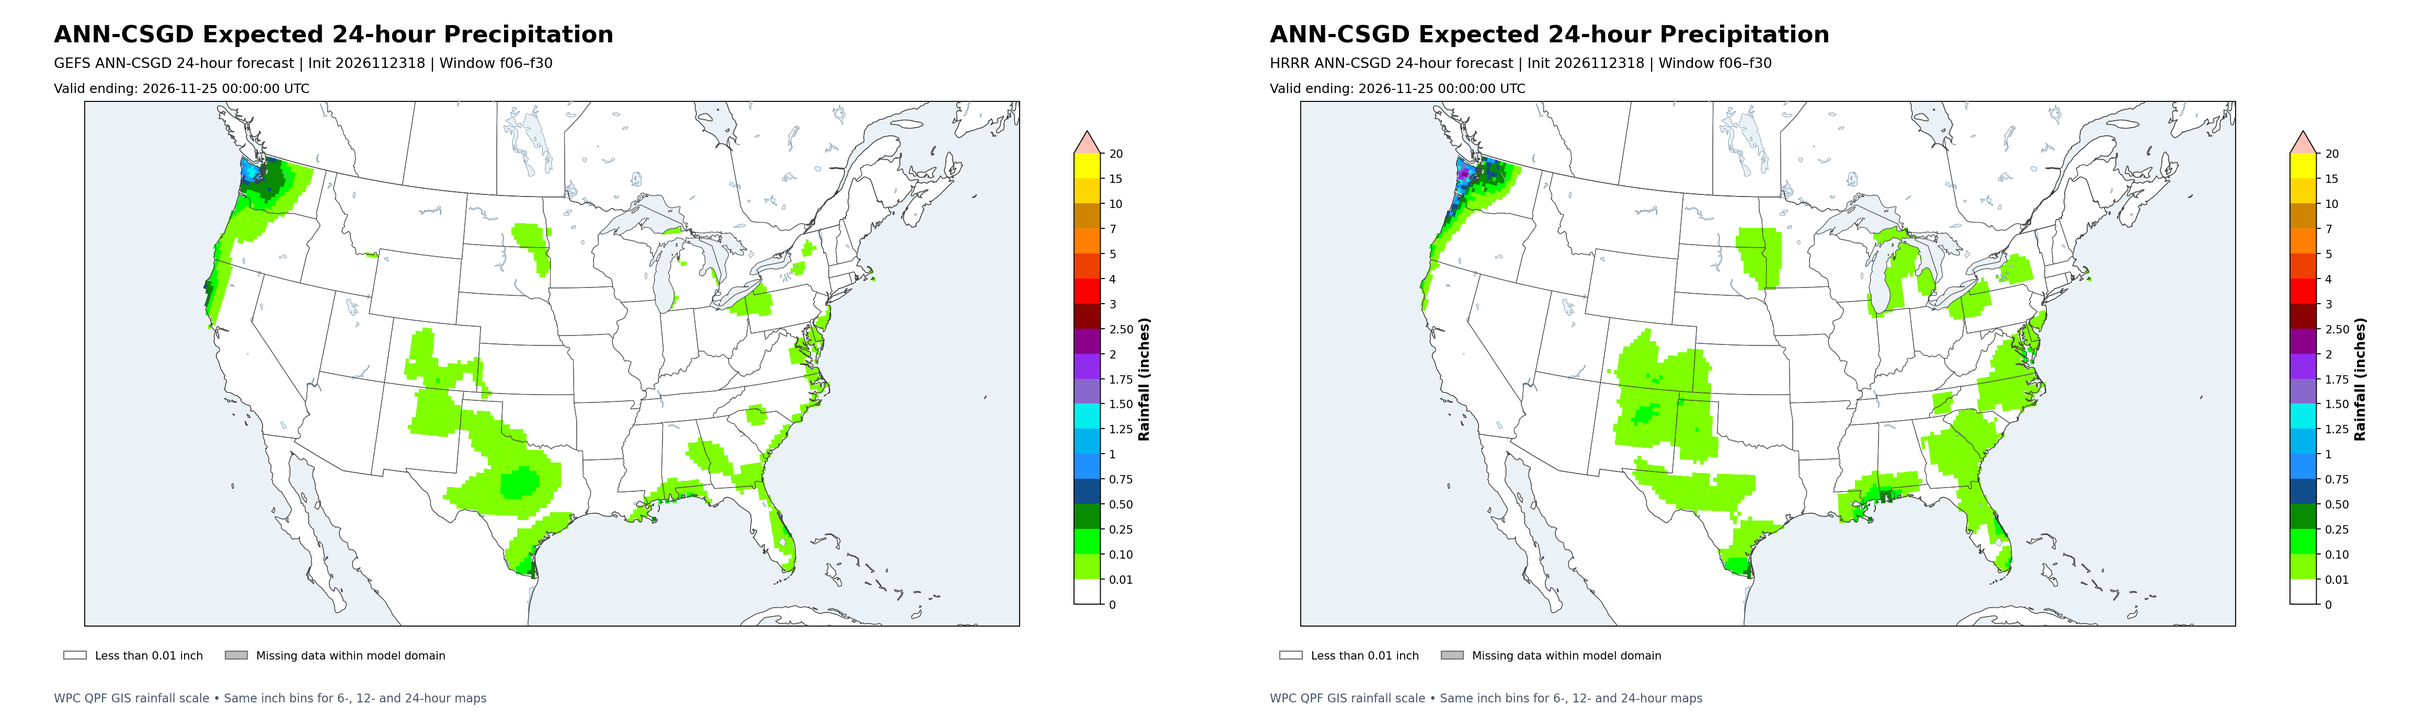 ANN-CSGD Expected 24-hour Precipitation
GEFS ANN-CSGD 24-hour forecast | Init 2026112318 | Window f06–f30
Valid ending: 2026-11-25 00:00:00 UTC
20
15
10
7
5
4
3
2.50
2
1.75
1.50
1.25
1
0.75
0.50
0.25
0.10
0.01
0
Rainfall (inches)
Less than 0.01 inch
Missing data within model domain
WPC QPF GIS rainfall scale • Same inch bins for 6-, 12- and 24-hour maps
ANN-CSGD Expected 24-hour Precipitation
HRRR ANN-CSGD 24-hour forecast | Init 2026112318 | Window f06–f30
Valid ending: 2026-11-25 00:00:00 UTC
20
15
10
7
5
4
3
2.50
2
1.75
1.50
1.25
1
0.75
0.50
0.25
0.10
0.01
0
Rainfall (inches)
Less than 0.01 inch
Missing data within model domain
WPC QPF GIS rainfall scale • Same inch bins for 6-, 12- and 24-hour maps